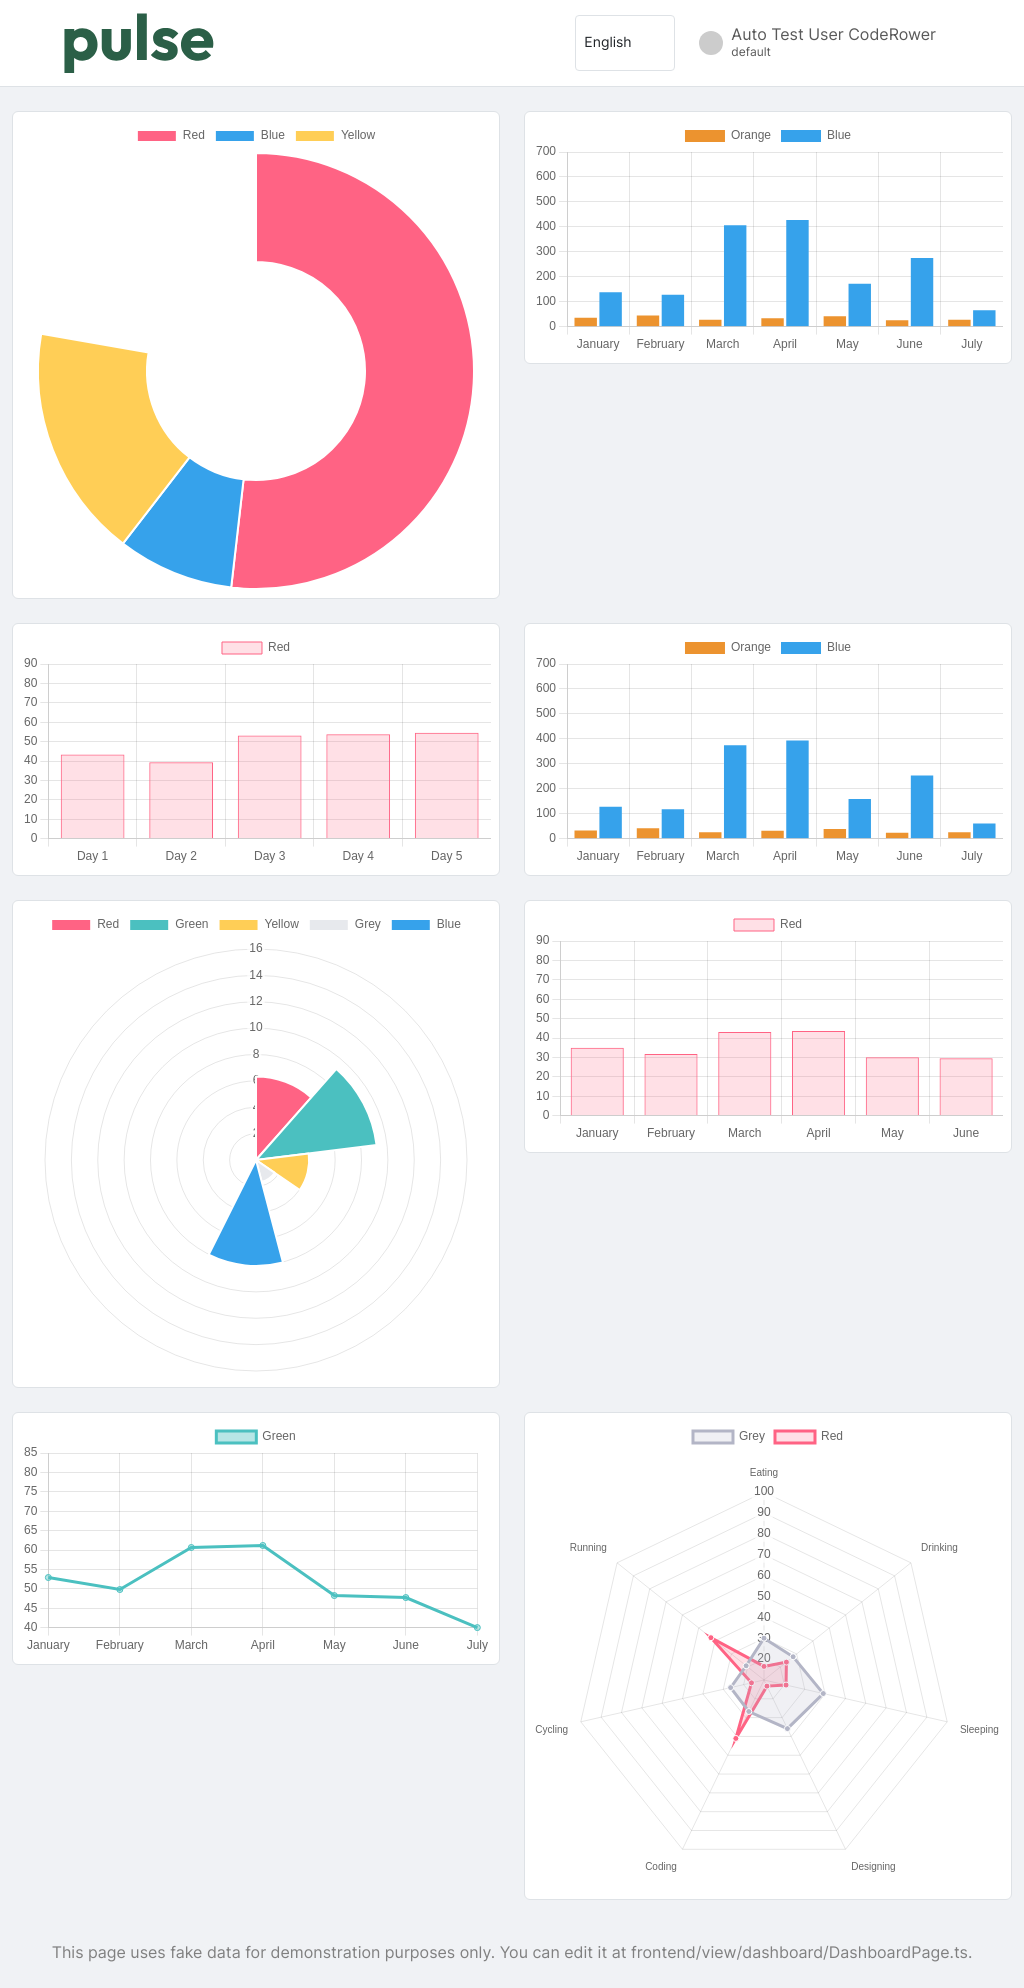 pulse
English
Auto Test User CodeRower
default
Red Blue Yellow
Orange Blue
700
600
500
400
300
200
100
0
January February March April May June July
Red
90
80
70
60
50
40
30
20
10
0
Day 1 Day 2 Day 3 Day 4 Day 5
Orange Blue
700
600
500
400
300
200
100
0
January February March April May June July
Red Green Yellow Grey Blue
16
14
12
10
8
Red
90
80
70
60
50
40
30
20
10
0
January February March April May June
Green
85
80
75
70
65
60
55
50
45
40
January February March April May June July
Grey Red
Eating
100
90
80
70
60
50
40
30
20
Running Drinking
Cycling Sleeping
Coding Designing
This page uses fake data for demonstration purposes only. You can edit it at frontend/view/dashboard/DashboardPage.ts.